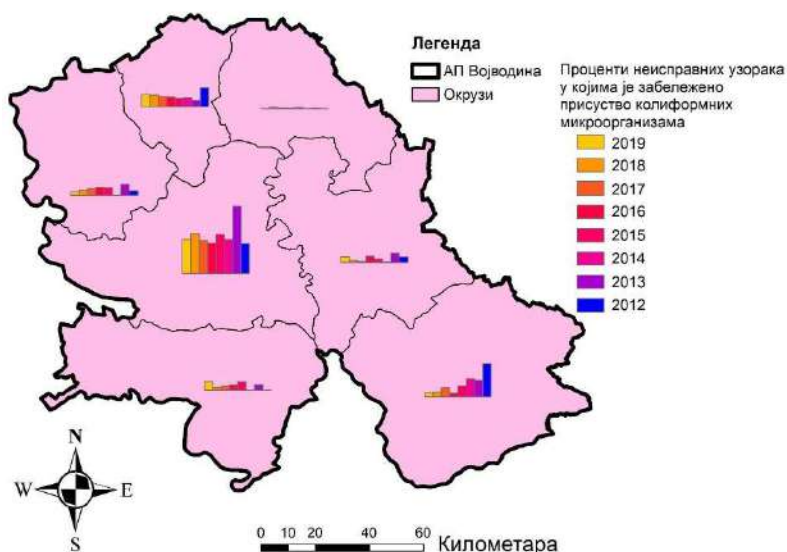 Легенда
АП Војводина
Окрузи
Проценти неисправних узорака
у којима је забележено
присуство колиформних
микроорганизама
2019
2018
2017
2016
2015
2014
2013
2012
N
W E
S
0 10 20 40 60
Километара